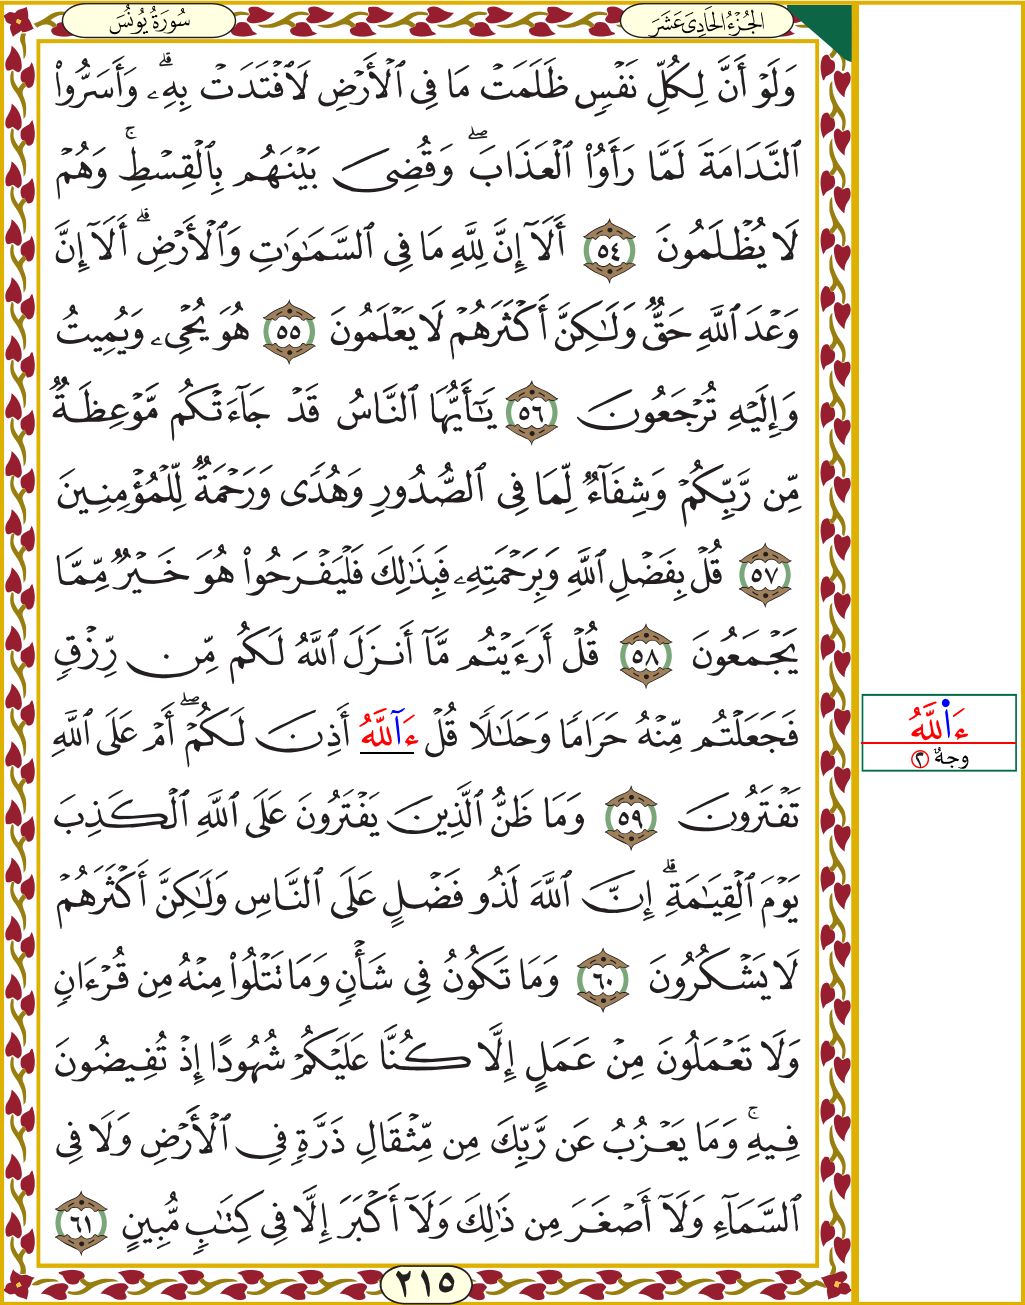 سُورَةُ يُونُسَ
الجُزْءُ الحَادِي عَشَرَ
وَلَوْ أَنَّ لِكُلِّ نَفْسٍ ظَلَمَتْ مَا فِى ٱلْأَرْضِ لَٱفْتَدَتْ بِهِۦۗ وَأَسَرُّوا۟
ٱلنَّدَامَةَ لَمَّا رَأَوُا۟ ٱلْعَذَابَۖ وَقُضِىَ بَيْنَهُم بِٱلْقِسْطِۚ وَهُمْ
لَا يُظْلَمُونَ ٥٤ أَلَآ إِنَّ لِلَّهِ مَا فِى ٱلسَّمَـٰوَٰتِ وَٱلْأَرْضِۗ أَلَآ إِنَّ
وَعْدَ ٱللَّهِ حَقٌّ وَلَـٰكِنَّ أَكْثَرَهُمْ لَا يَعْلَمُونَ ٥٥ هُوَ يُحْىِۦ وَيُمِيتُ
وَإِلَيْهِ تُرْجَعُونَ ٥٦ يَـٰٓأَيُّهَا ٱلنَّاسُ قَدْ جَآءَتْكُم مَّوْعِظَةٌ
مِّن رَّبِّكُمْ وَشِفَآءٌ لِّمَا فِى ٱلصُّدُورِ وَهُدًى وَرَحْمَةٌ لِّلْمُؤْمِنِينَ
٥٧ قُلْ بِفَضْلِ ٱللَّهِ وَبِرَحْمَتِهِۦ فَبِذَٰلِكَ فَلْيَفْرَحُوا۟ هُوَ خَيْرٌ مِّمَّا
يَجْمَعُونَ ٥٨ قُلْ أَرَءَيْتُم مَّآ أَنزَلَ ٱللَّهُ لَكُم مِّن رِّزْقٍ
فَجَعَلْتُم مِّنْهُ حَرَامًا وَحَلَـٰلًا قُلْ ءَآللَّهُ أَذِنَ لَكُمْۖ أَمْ عَلَى ٱللَّهِ
تَفْتَرُونَ ٥٩ وَمَا ظَنُّ ٱلَّذِينَ يَفْتَرُونَ عَلَى ٱللَّهِ ٱلْكَذِبَ
يَوْمَ ٱلْقِيَـٰمَةِۗ إِنَّ ٱللَّهَ لَذُو فَضْلٍ عَلَى ٱلنَّاسِ وَلَـٰكِنَّ أَكْثَرَهُمْ
لَا يَشْكُرُونَ ٦٠ وَمَا تَكُونُ فِى شَأْنٍ وَمَا تَتْلُوا۟ مِنْهُ مِن قُرْءَانٍ
وَلَا تَعْمَلُونَ مِنْ عَمَلٍ إِلَّا كُنَّا عَلَيْكُمْ شُهُودًا إِذْ تُفِيضُونَ
فِيهِۚ وَمَا يَعْزُبُ عَن رَّبِّكَ مِن مِّثْقَالِ ذَرَّةٍ فِى ٱلْأَرْضِ وَلَا فِى
ٱلسَّمَآءِ وَلَآ أَصْغَرَ مِن ذَٰلِكَ وَلَآ أَكْبَرَ إِلَّا فِى كِتَـٰبٍ مُّبِينٍ ٦١
٢١٥
ءَا۬للَّهُ
وجهٌ ٢